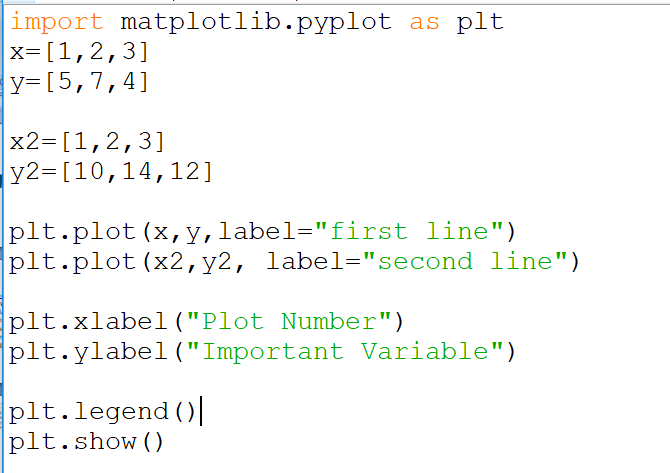 import matplotlib.pyplot as plt
x=[1,2,3]
y=[5,7,4]
x2=[1,2,3]
y2=[10,14,12]
plt.plot(x,y,label="first line")
plt.plot(x2,y2, label="second line")
plt.xlabel("Plot Number")
plt.ylabel("Important Variable")
plt.legend()
plt.show()